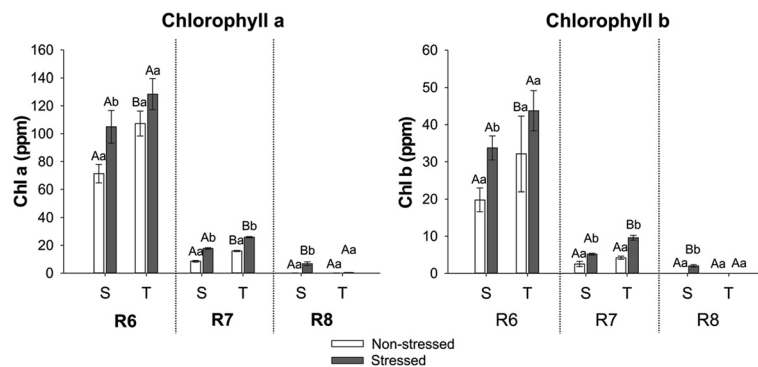 Chlorophyll a
Chl a (ppm)
160
140
120
100
80
60
40
20
0
Aa Ab Ba Aa
Aa Ab Ba Bb
Aa Bb Aa Aa
S T S T S T
R6 R7 R8
Chlorophyll b
Chl b (ppm)
60
50
40
30
20
10
0
Aa Ab Ba Aa
Aa Ab Aa Bb
Aa Bb Aa Aa
S T S T S T
R6 R7 R8
Non-stressed
Stressed